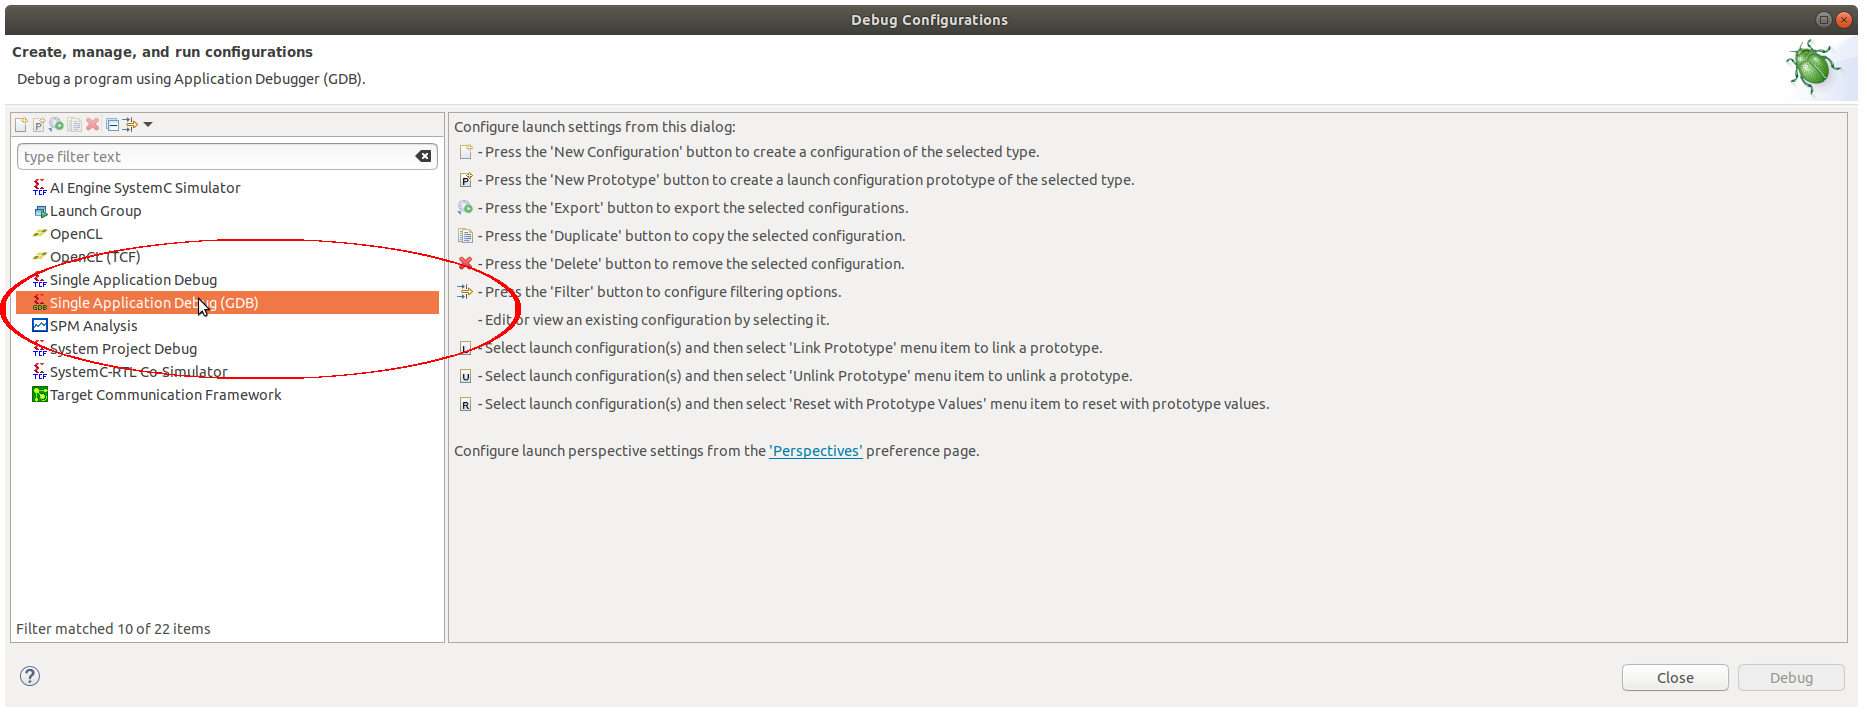 Debug Configurations
Create, manage, and run configurations
Debug a program using Application Debugger (GDB).
type filter text
AI Engine SystemC Simulator
Launch Group
OpenCL
OpenCL (TCF)
Single Application Debug
Single Application Debug (GDB)
SPM Analysis
System Project Debug
SystemC-RTL Co-Simulator
Target Communication Framework
Filter matched 10 of 22 items
Configure launch settings from this dialog:
- Press the 'New Configuration' button to create a configuration of the selected type.
P - Press the 'New Prototype' button to create a launch configuration prototype of the selected type.
- Press the 'Export' button to export the selected configurations.
- Press the 'Duplicate' button to copy the selected configuration.
- Press the 'Delete' button to remove the selected configuration.
- Press the 'Filter' button to configure filtering options.
- Edit or view an existing configuration by selecting it.
L - Select launch configuration(s) and then select 'Link Prototype' menu item to link a prototype.
U - Select launch configuration(s) and then select 'Unlink Prototype' menu item to unlink a prototype.
R - Select launch configuration(s) and then select 'Reset with Prototype Values' menu item to reset with prototype values.
Configure launch perspective settings from the 'Perspectives' preference page.
?
Close
Debug